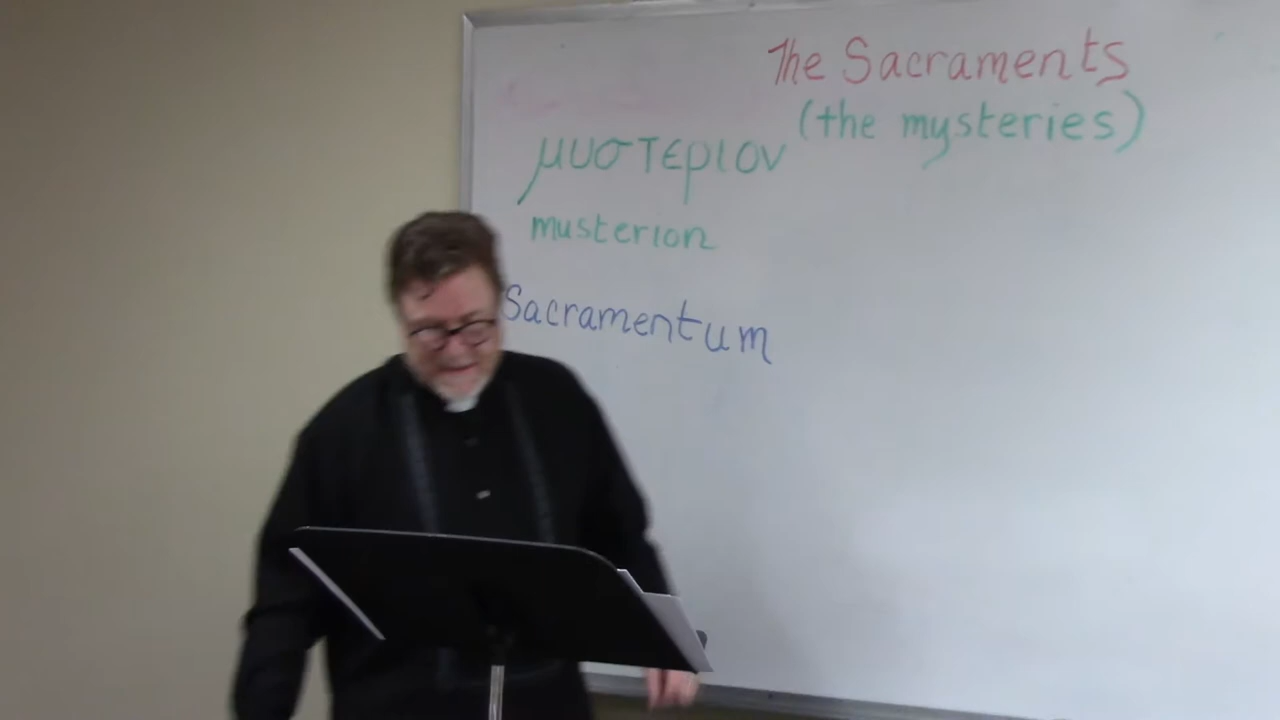 The Sacraments
(the mysteries)
μυστεριον
musterion
Sacramentum